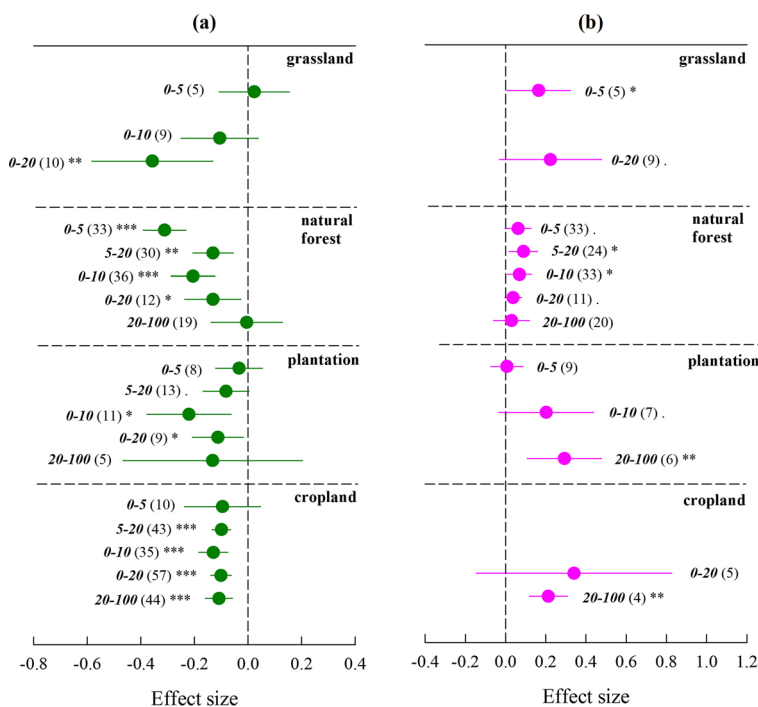 (a)
grassland
0-5 (5)
0-10 (9)
0-20 (10) **
natural
forest
0-5 (33) ***
5-20 (30) **
0-10 (36) ***
0-20 (12) *
20-100 (19)
plantation
0-5 (8)
5-20 (13) .
0-10 (11) *
0-20 (9) *
20-100 (5)
cropland
0-5 (10)
5-20 (43) ***
0-10 (35) ***
0-20 (57) ***
20-100 (44) ***
-0.8 -0.6 -0.4 -0.2 0.0 0.2 0.4
Effect size
(b)
grassland
0-5 (5) *
0-20 (9) .
natural
forest
0-5 (33) .
5-20 (24) *
0-10 (33) *
0-20 (11) .
20-100 (20)
plantation
0-5 (9)
0-10 (7) .
20-100 (6) **
cropland
0-20 (5)
20-100 (4) **
-0.4 -0.2 0.0 0.2 0.4 0.6 0.8 1.0 1.2
Effect size